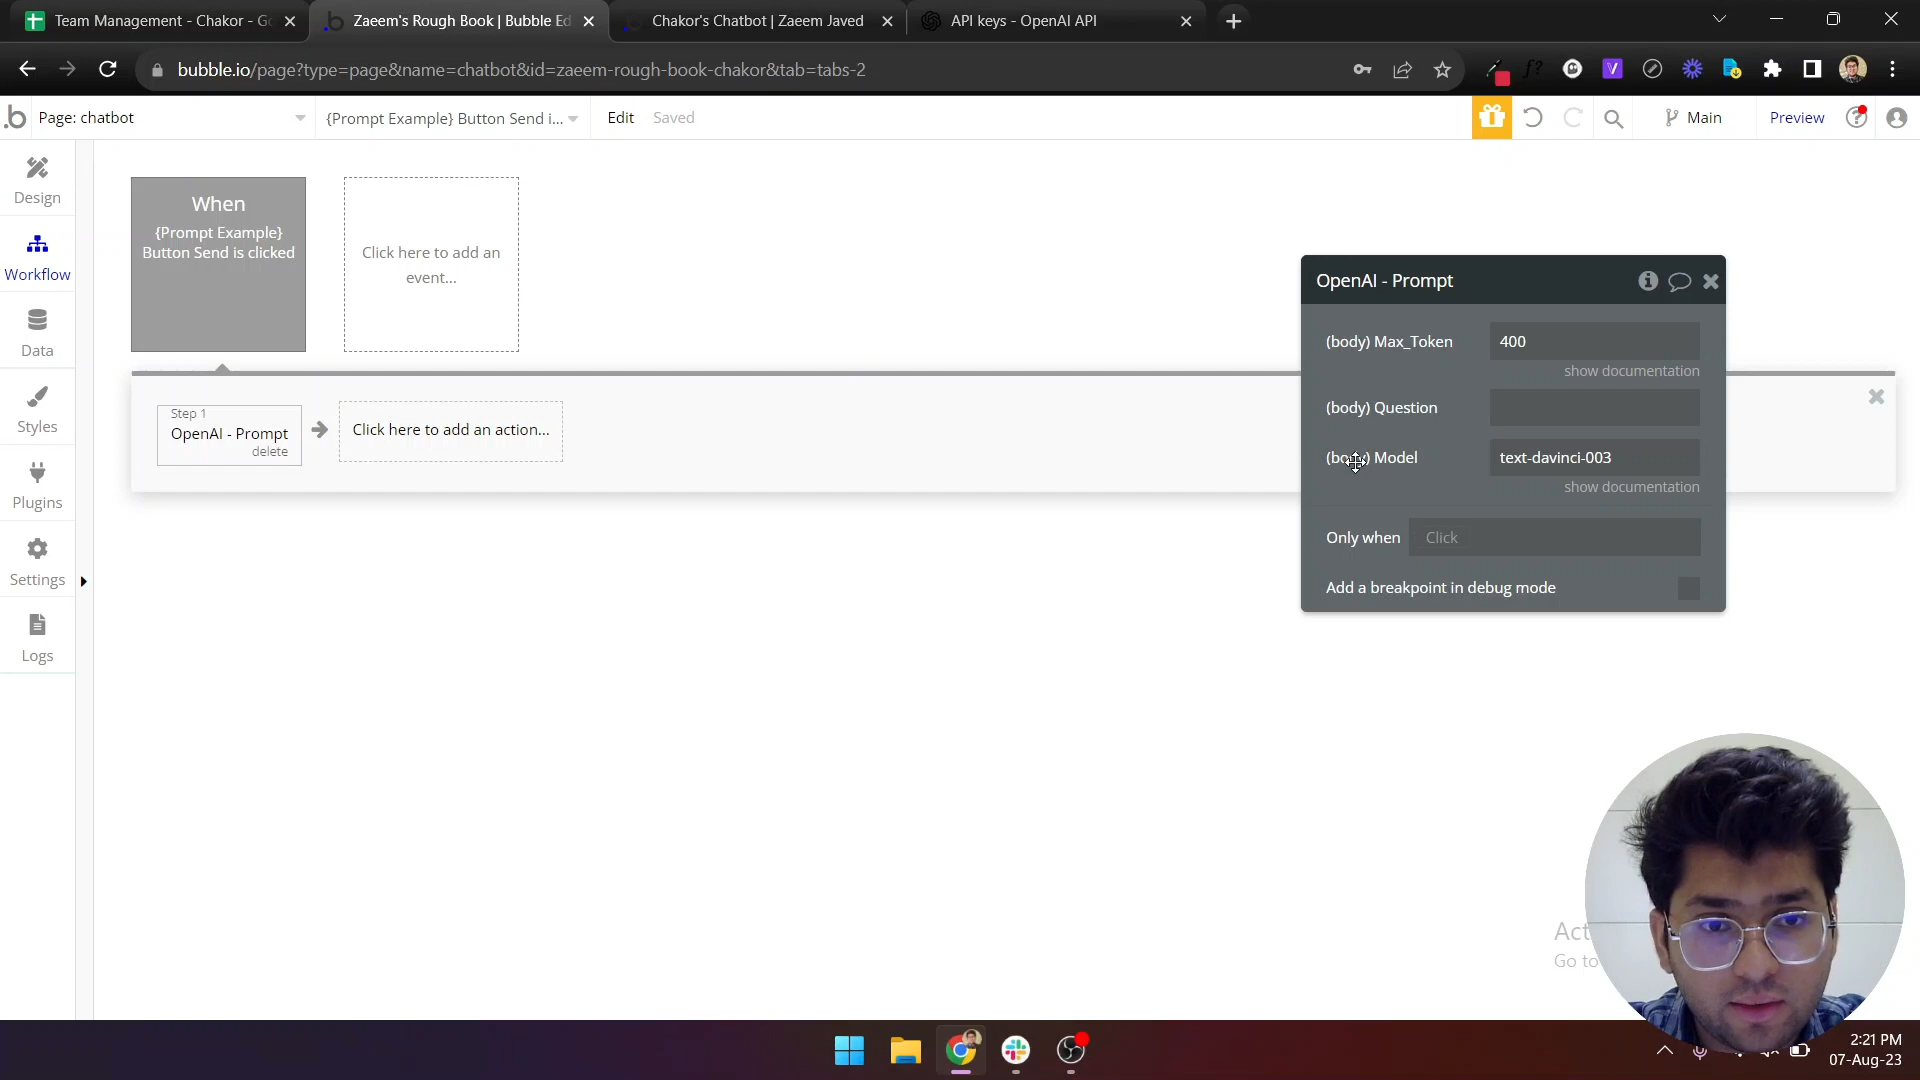 Team Management - Chakor - Go
Zaeem's Rough Book | Bubble Ed
Chakor's Chatbot | Zaeem Javed
API keys - OpenAI API
bubble.io/page?type=page&name=chatbot&id=zaeem-rough-book-chakor&tab=tabs-2
Page: chatbot
{Prompt Example} Button Send i...
Edit
Saved
Main
Preview
Design
Workflow
Data
Styles
Plugins
Settings
Logs
When
{Prompt Example}
Button Send is clicked
Click here to add an
event...
Step 1
OpenAI - Prompt
delete
Click here to add an action...
OpenAI - Prompt
(body) Max_Token
400
show documentation
(body) Question
(body) Model
text-davinci-003
show documentation
Only when
Click
Add a breakpoint in debug mode
Act
Go to
2:21 PM
07-Aug-23